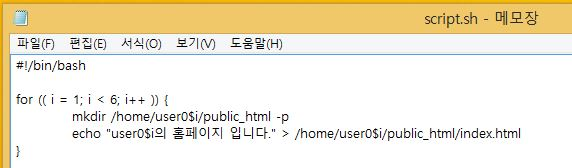 script.sh - 메모장
파일(F) 편집(E) 서식(O) 보기(V) 도움말(H)
#!/bin/bash
for (( i = 1; i < 6; i++ )) {
mkdir /home/user0$i/public_html -p
echo "user0$i의 홈페이지 입니다." > /home/user0$i/public_html/index.html
}